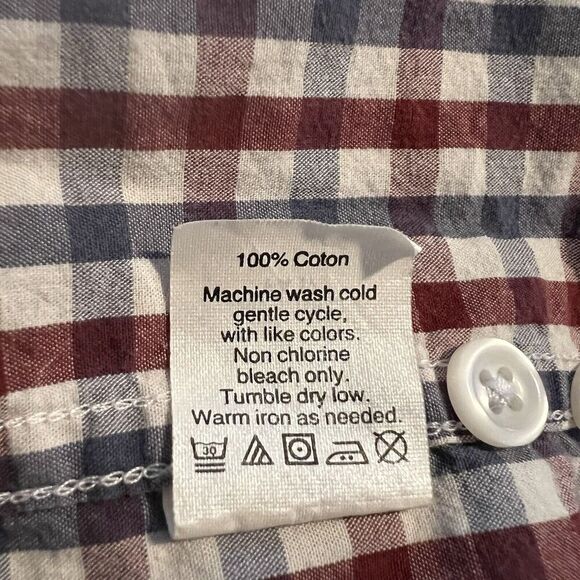 100% Coton
Machine wash cold
gentle cycle,
with like colors.
Non chlorine
bleach only.
Tumble dry low.
Warm iron as needed.
30